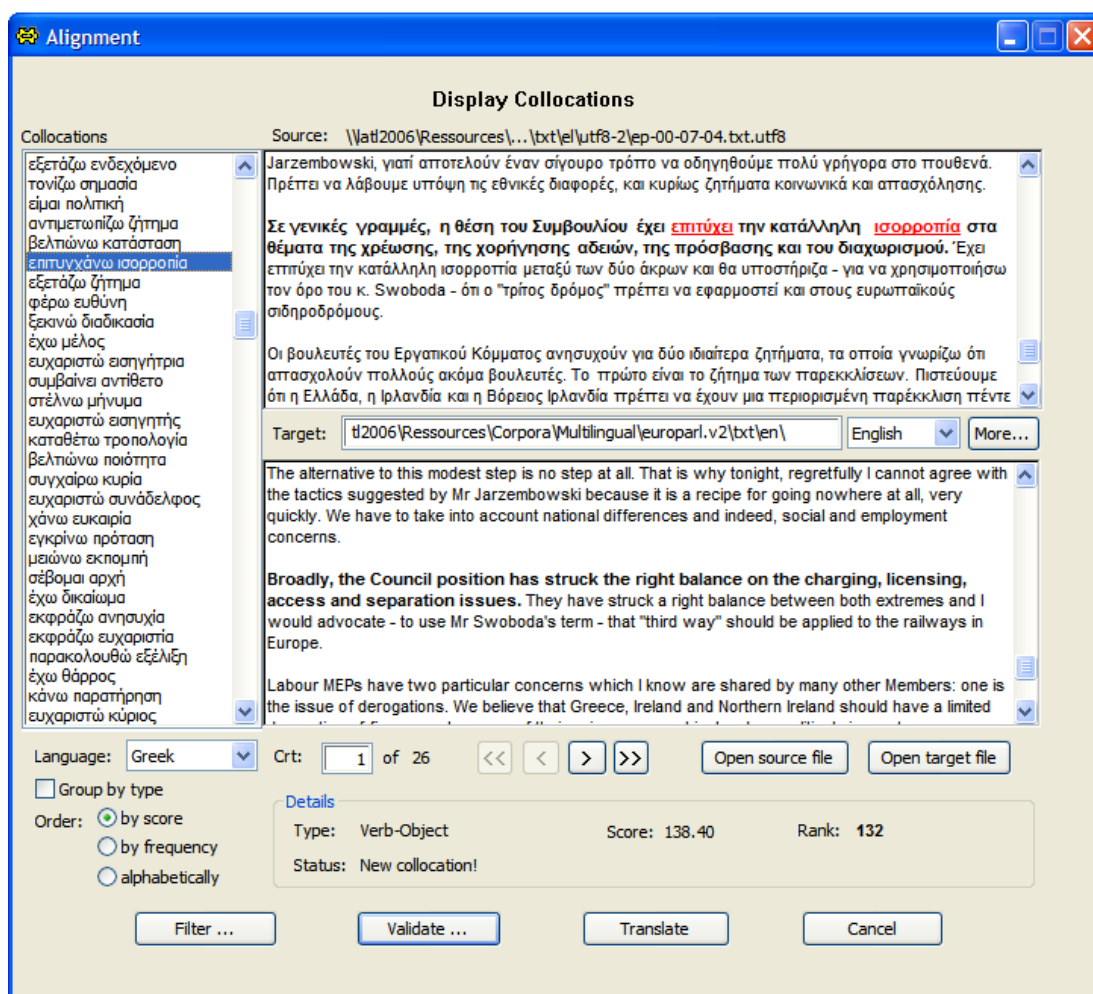 Alignment
Display Collocations
Collocations
Source: \\latl2006\Ressources\...\txt\el\utf8-2\ep-00-07-04.txt.utf8
εξετάζω ενδεχόμενο
τονίζω σημασία
είμαι πολιτική
αντιμετωπίζω ζήτημα
βελτιώνω κατάσταση
επιτυγχάνω ισορροπία
εξετάζω ζήτημα
φέρω ευθύνη
ξεκινώ διαδικασία
έχω μέλος
ευχαριστώ εισηγήτρια
συμβαίνει αντίθετο
στέλνω μήνυμα
ευχαριστώ εισηγητής
καταθέτω τροπολογία
βελτιώνω ποιότητα
συγχαίρω κυρία
ευχαριστώ συνάδελφος
χάνω ευκαιρία
εγκρίνω πρόταση
μειώνω εκπομπή
σέβομαι αρχή
έχω δικαίωμα
εκφράζω ανησυχία
εκφράζω ευχαριστία
παρακολουθώ εξέλιξη
έχω θάρρος
κάνω παρατήρηση
ευχαριστώ κύριος
Jarzembowski, γιατί αποτελούν έναν σίγουρο τρόπο να οδηγηθούμε πολύ γρήγορα στο πουθενά.
Πρέπει να λάβουμε υπόψη τις εθνικές διαφορές, και κυρίως ζητήματα κοινωνικά και απασχόλησης.
Σε γενικές γραμμές, η θέση του Συμβουλίου έχει επιτύχει την κατάλληλη ισορροπία στα
θέματα της χρέωσης, της χορήγησης αδειών, της πρόσβασης και του διαχωρισμού. Έχει
επιτύχει την κατάλληλη ισορροπία μεταξύ των δύο άκρων και θα υποστήριζα - για να χρησιμοποιήσω
τον όρο του κ. Swoboda - ότι ο "τρίτος δρόμος" πρέπει να εφαρμοστεί και στους ευρωπαϊκούς
σιδηροδρόμους.
Οι βουλευτές του Εργατικού Κόμματος ανησυχούν για δύο ιδιαίτερα ζητήματα, τα οποία γνωρίζω ότι
απασχολούν πολλούς ακόμα βουλευτές. Το πρώτο είναι το ζήτημα των παρεκκλίσεων. Πιστεύουμε
ότι η Ελλάδα, η Ιρλανδία και η Βόρειος Ιρλανδία πρέπει να έχουν μια περιορισμένη παρέκκλιση πέντε
Target: tl2006\Ressources\Corpora\Multilingual\europarl.v2\txt\en\ English More...
The alternative to this modest step is no step at all. That is why tonight, regretfully I cannot agree with
the tactics suggested by Mr Jarzembowski because it is a recipe for going nowhere at all, very
quickly. We have to take into account national differences and indeed, social and employment
concerns.
Broadly, the Council position has struck the right balance on the charging, licensing,
access and separation issues. They have struck a right balance between both extremes and I
would advocate - to use Mr Swoboda's term - that "third way" should be applied to the railways in
Europe.
Labour MEPs have two particular concerns which I know are shared by many other Members: one is
the issue of derogations. We believe that Greece, Ireland and Northern Ireland should have a limited
Language: Greek
Crt: 1 of 26 << < > >> Open source file Open target file
Group by type
Order: by score
by frequency
alphabetically
Details
Type: Verb-Object Score: 138.40 Rank: 132
Status: New collocation!
Filter ... Validate ... Translate Cancel